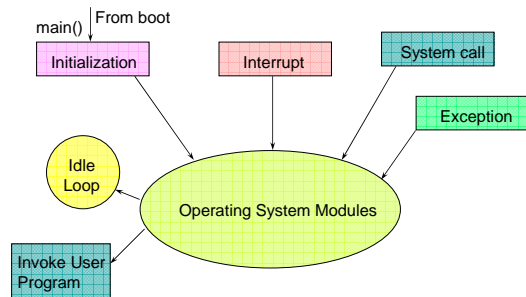 From boot
main()
Initialization
Interrupt
System call
Exception
Idle
Loop
Operating System Modules
Invoke User
Program